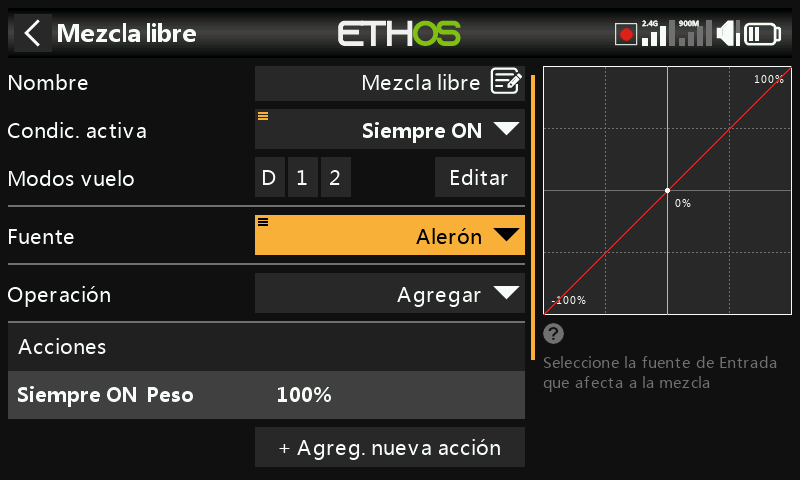 Mezcla libre
ETHOS
2.4G
900M
Nombre
Mezcla libre
Condic. activa
Siempre ON
Modos vuelo
D 1 2
Editar
Fuente
Alerón
Operación
Agregar
Acciones
Siempre ON Peso 100%
+ Agreg. nueva acción
100%
0%
-100%
?
Seleccione la fuente de Entrada
que afecta a la mezcla